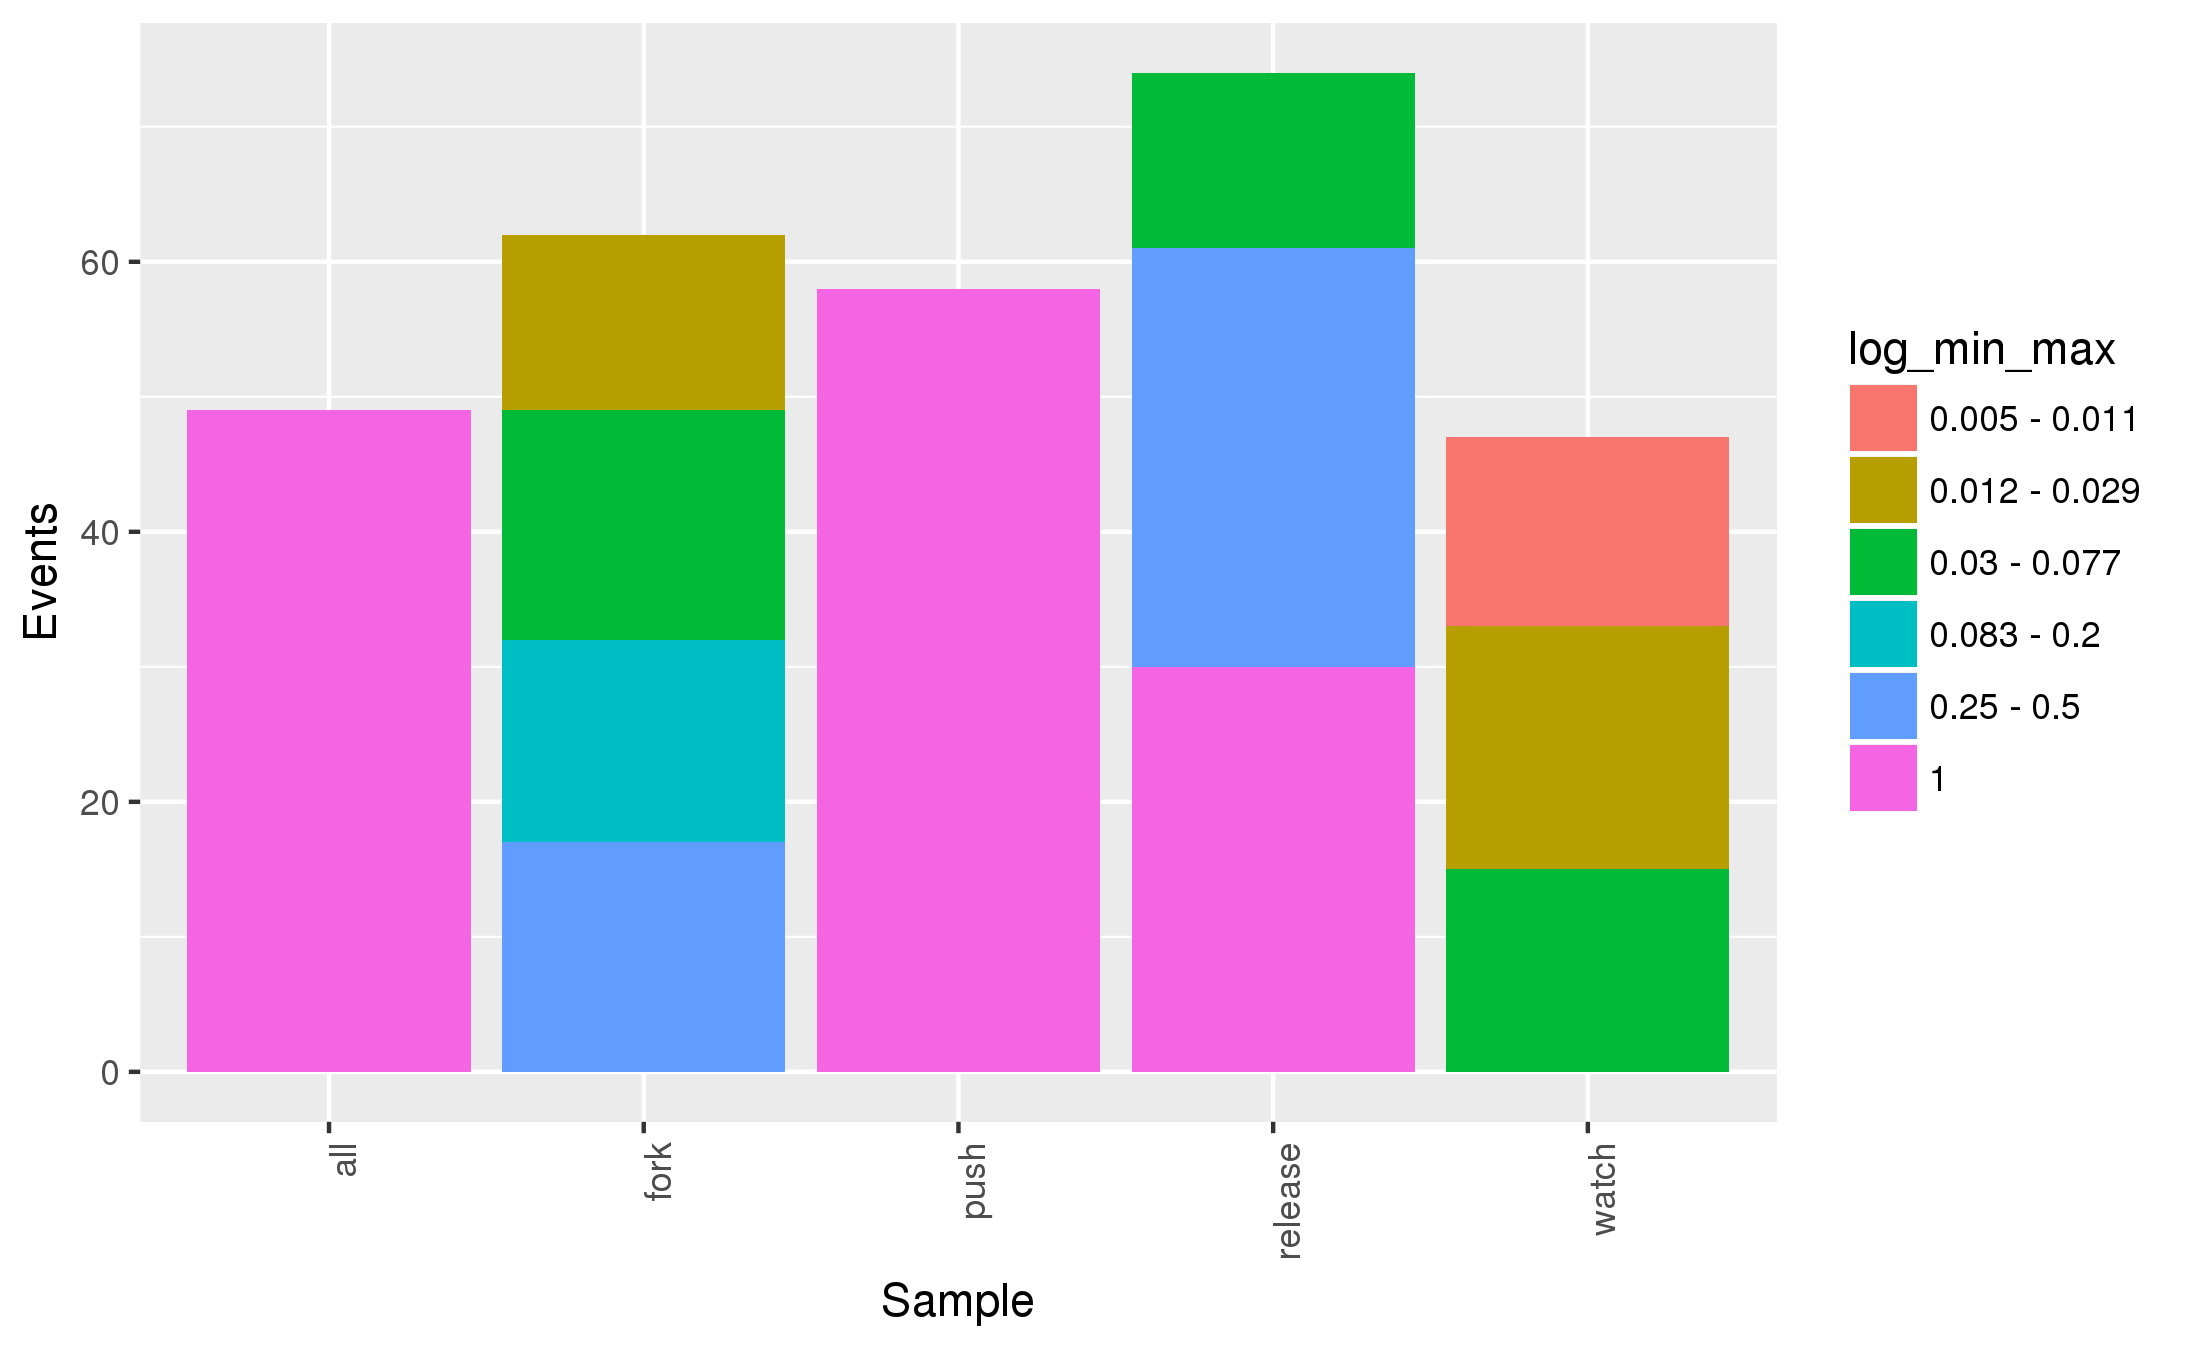 Events
60
40
20
0
all
fork
push
release
watch
Sample
log_min_max
0.005 - 0.011
0.012 - 0.029
0.03 - 0.077
0.083 - 0.2
0.25 - 0.5
1